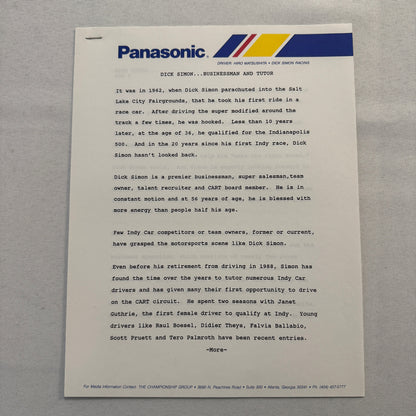 Panasonic®
DRIVER: HIRO MATSUSHITA • DICK SIMON RACING
DICK SIMON...BUSINESSMAN AND TUTOR
It was in 1962, when Dick Simon parachuted into the Salt
Lake City Fairgrounds, that he took his first ride in a
race car. After driving the super modified around the
track a few times, he was hooked. Less than 10 years
later, at the age of 36, he qualified for the Indianapolis
500. And in the 20 years since his first Indy race, Dick
Simon hasn't looked back.
Dick Simon is a premier businessman, super salesman,team
owner, talent recruiter and CART board member. He is in
constant motion and at 56 years of age, he is blessed with
more energy than people half his age.
Few Indy Car competitors or team owners, former or current,
have grasped the motorsports scene like Dick Simon.
Even before his retirement from driving in 1988, Simon has
found the time over the years to tutor numerous Indy Car
drivers and has given many their first opportunity to drive
on the CART circuit. He spent two seasons with Janet
Guthrie, the first female driver to qualify at Indy. Young
drivers like Raul Boesel, Didier Theys, Falvia Ballabio,
Scott Pruett and Tero Palmroth have been recent entries.
-More-
For Media Information Contact: THE CHAMPIONSHIP GROUP • 3690 N. Peachtree Road • Suite 200 • Atlanta, Georgia 30341 • Ph. (404) 457-5777